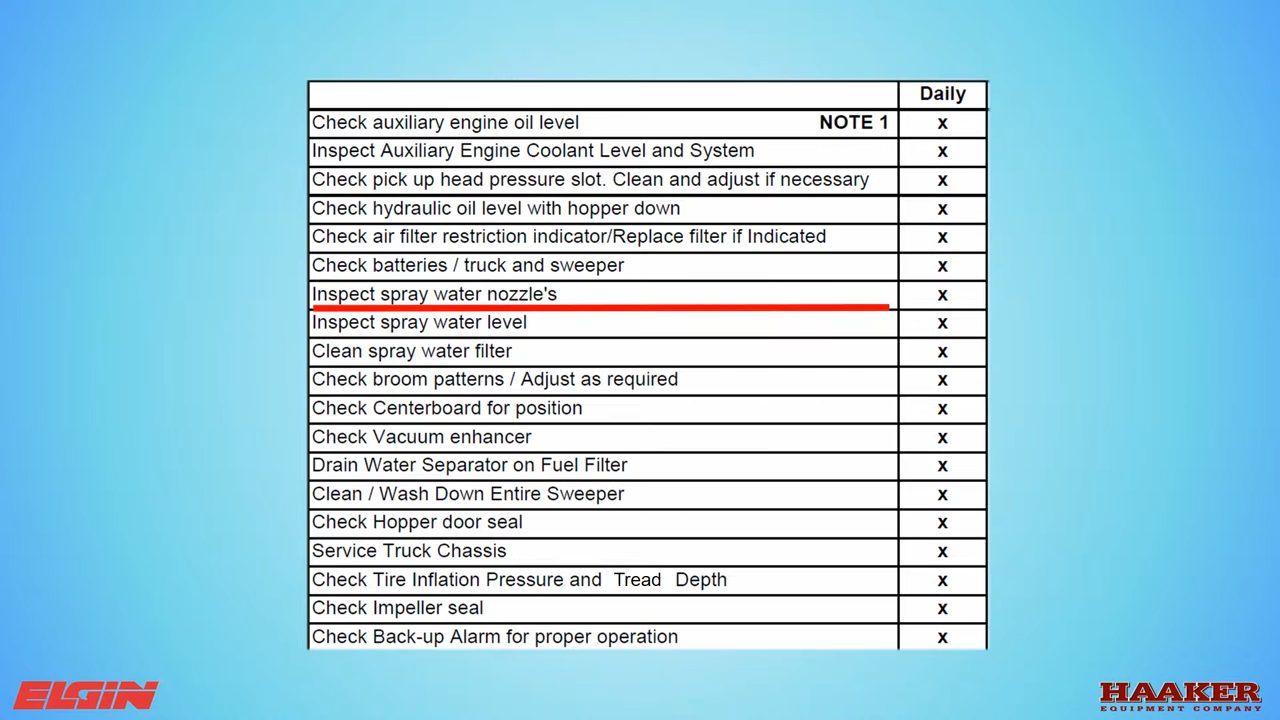 Daily
Check auxiliary engine oil level NOTE 1 x
Inspect Auxiliary Engine Coolant Level and System x
Check pick up head pressure slot. Clean and adjust if necessary x
Check hydraulic oil level with hopper down x
Check air filter restriction indicator/Replace filter if Indicated x
Check batteries / truck and sweeper x
Inspect spray water nozzle's x
Inspect spray water level x
Clean spray water filter x
Check broom patterns / Adjust as required x
Check Centerboard for position x
Check Vacuum enhancer x
Drain Water Separator on Fuel Filter x
Clean / Wash Down Entire Sweeper x
Check Hopper door seal x
Service Truck Chassis x
Check Tire Inflation Pressure and Tread Depth x
Check Impeller seal x
Check Back-up Alarm for proper operation x
ELGIN
HAAKER
EQUIPMENT COMPANY